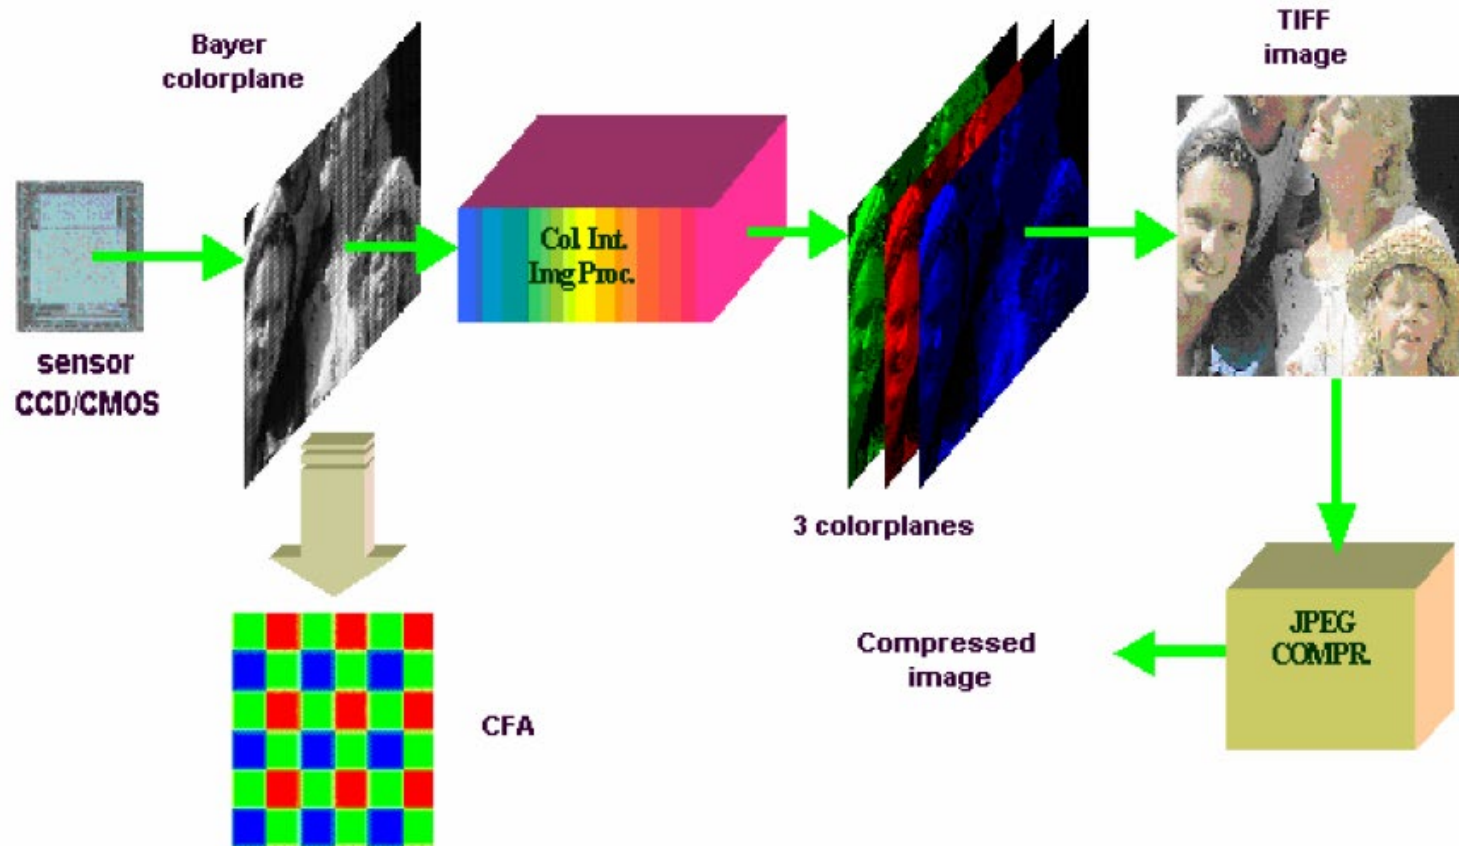 Bayer
colorplane
TIFF
image
Col. Int.
Img Proc.
sensor
CCD/CMOS
3 colorplanes
JPEG
COMPR.
Compressed
image
CFA